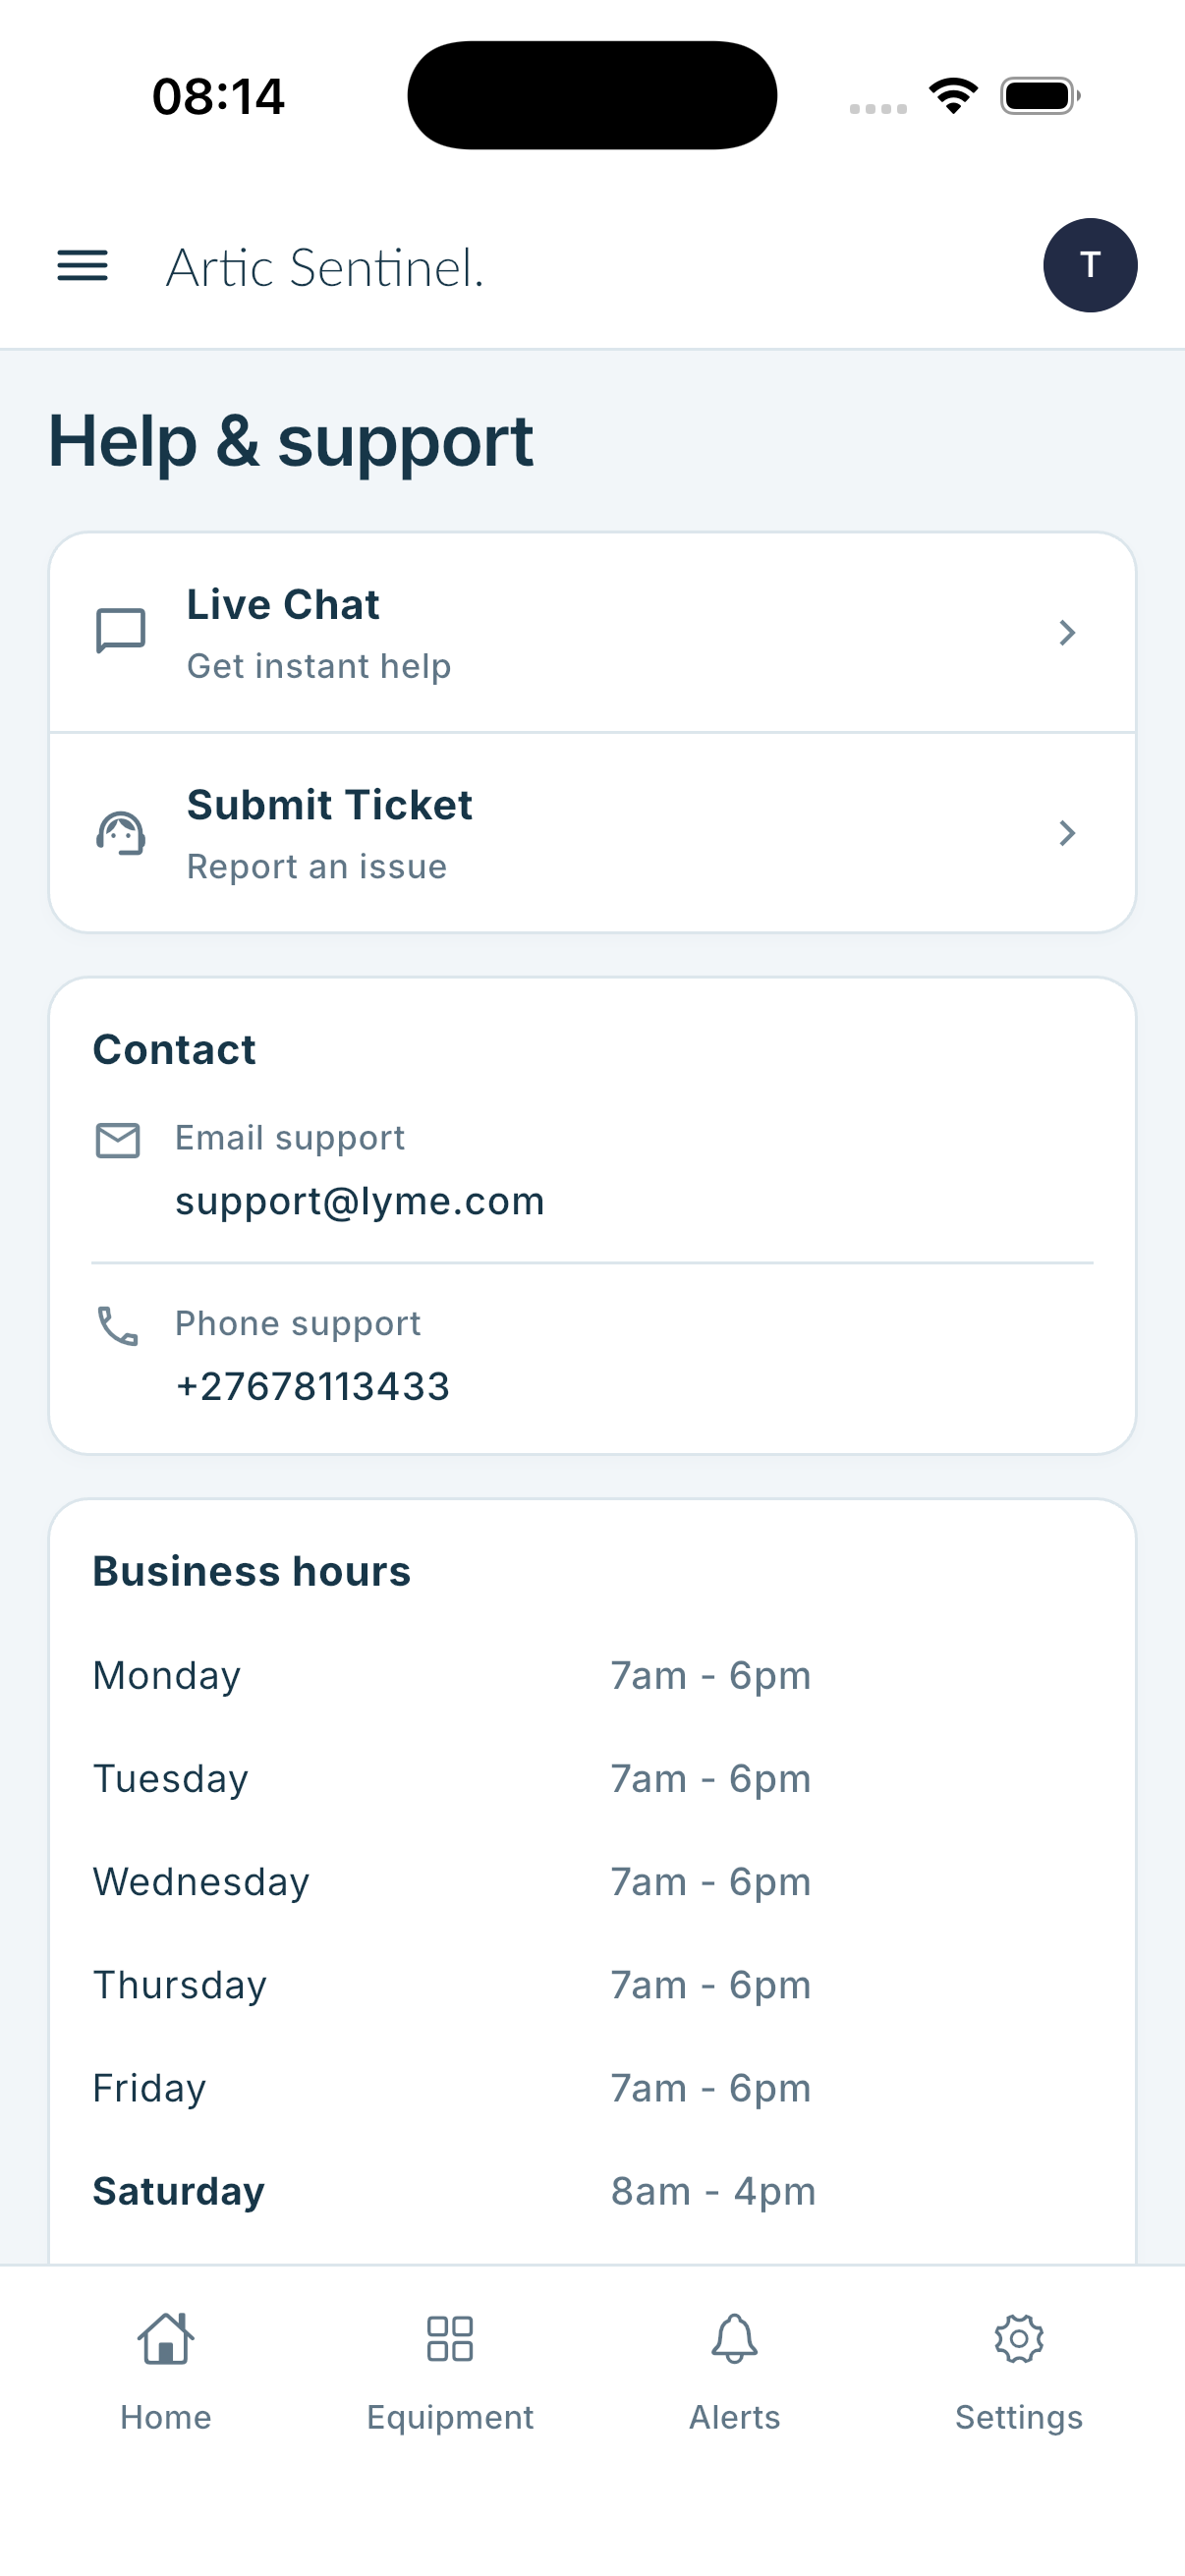 08:14
Artic Sentinel.
T
Help & support
Live Chat
Get instant help
Submit Ticket
Report an issue
Contact
Email support
support@lyme.com
Phone support
+27678113433
Business hours
Monday 7am - 6pm
Tuesday 7am - 6pm
Wednesday 7am - 6pm
Thursday 7am - 6pm
Friday 7am - 6pm
Saturday 8am - 4pm
Home Equipment Alerts Settings